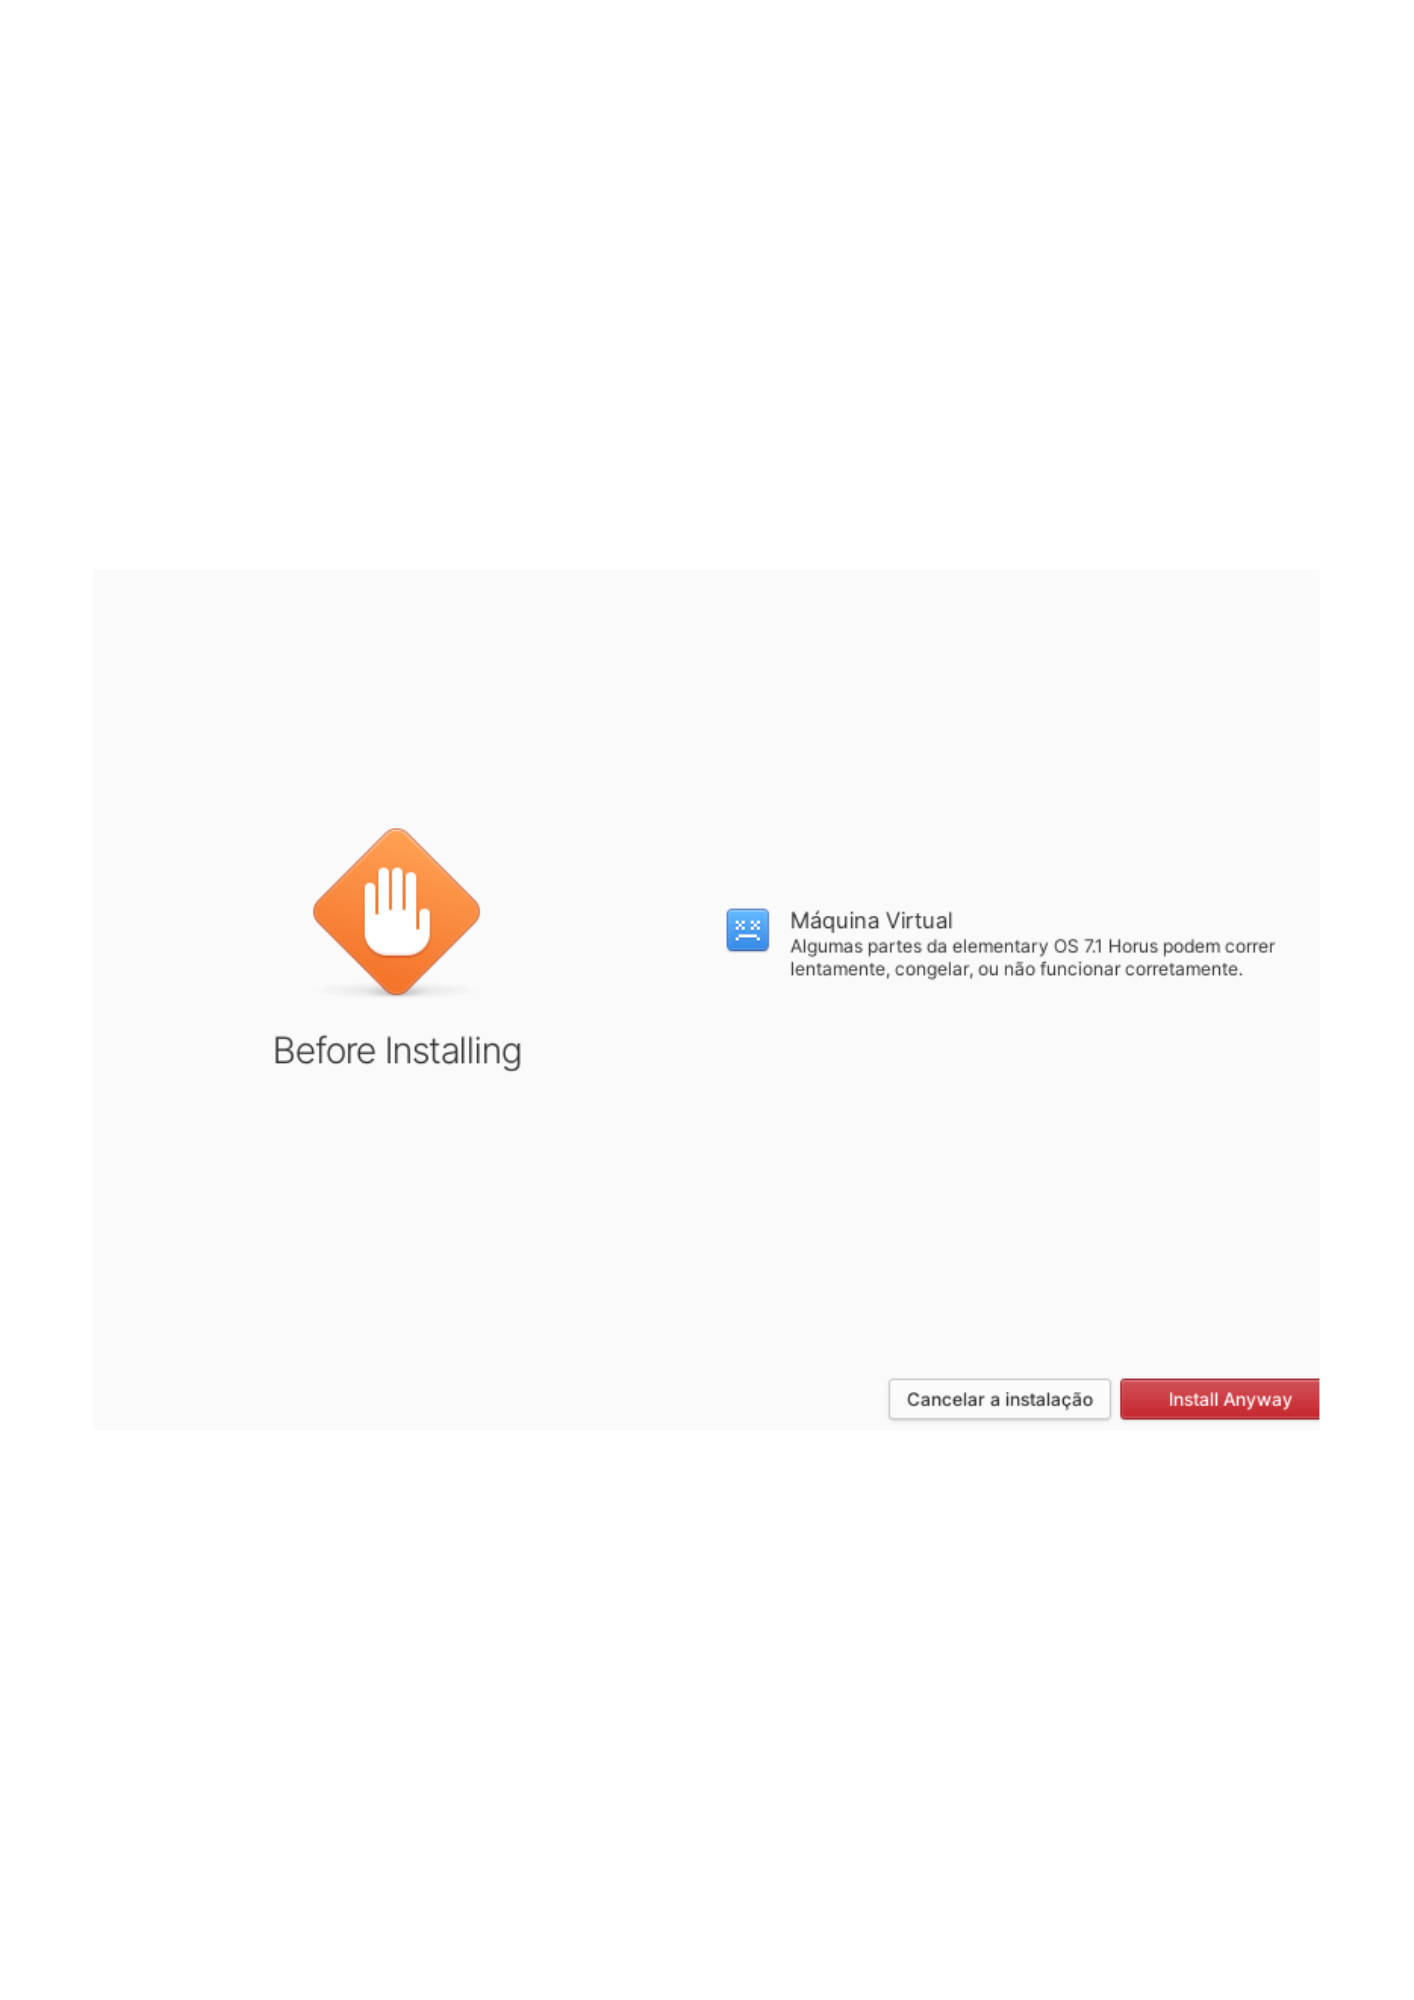 Before Installing
Máquina Virtual
Algumas partes da elementary OS 7.1 Horus podem correr
lentamente, congelar, ou não funcionar corretamente.
Cancelar a instalação
Install Anyway